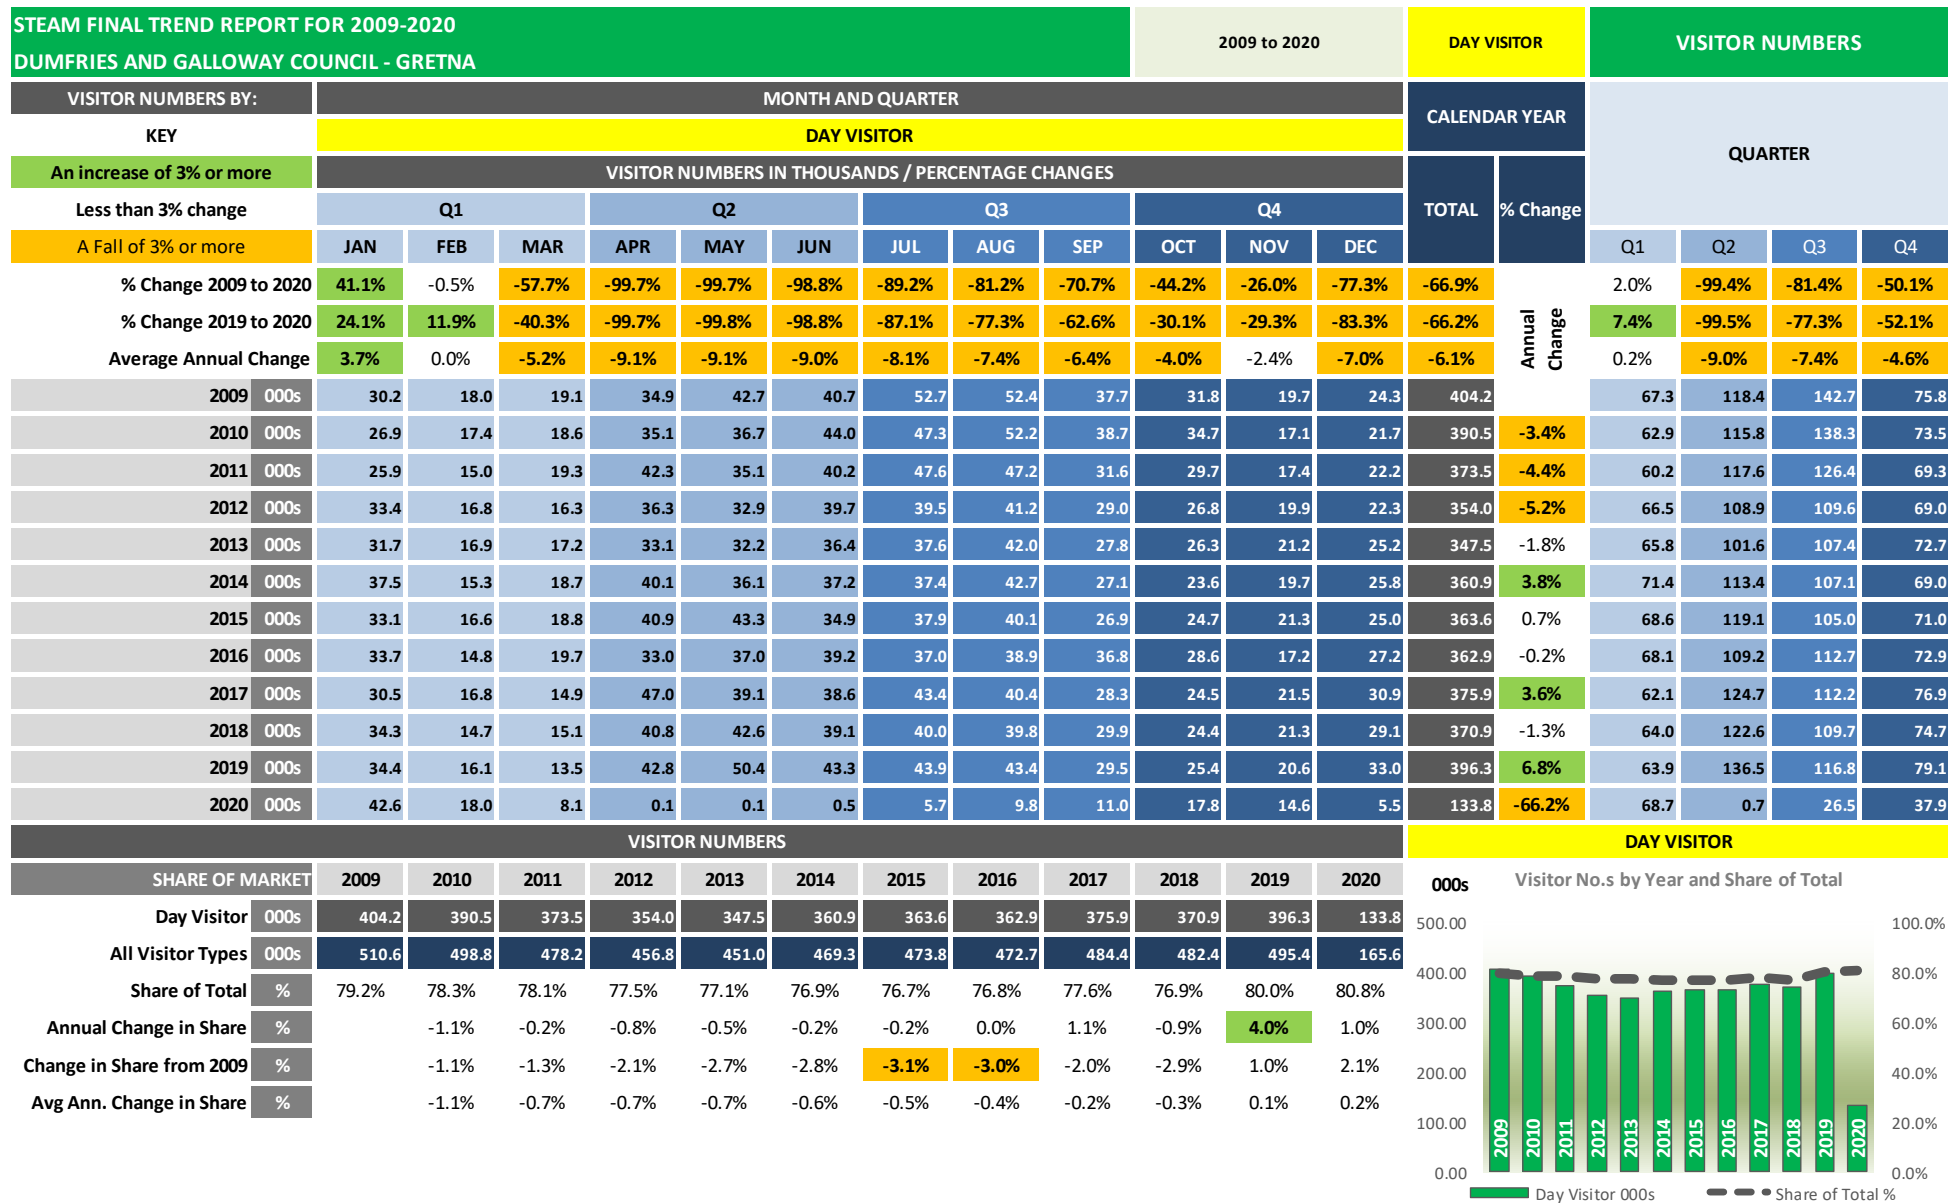 STEAM FINAL TREND REPORT FOR 2009-2020
DUMFRIES AND GALLOWAY COUNCIL - GRETNA
2009 to 2020
DAY VISITOR
VISITOR NUMBERS
VISITOR NUMBERS BY:
MONTH AND QUARTER
CALENDAR YEAR
QUARTER
KEY
DAY VISITOR
An increase of 3% or more
VISITOR NUMBERS IN THOUSANDS / PERCENTAGE CHANGES
TOTAL % Change
Less than 3% change
Q1 Q2 Q3 Q4
A Fall of 3% or more JAN FEB MAR APR MAY JUN JUL AUG SEP OCT NOV DEC Q1 Q2 Q3 Q4
% Change 2009 to 2020 41.1% -0.5% -57.7% -99.7% -99.7% -98.8% -89.2% -81.2% -70.7% -44.2% -26.0% -77.3% -66.9% 2.0% -99.4% -81.4% -50.1%
% Change 2019 to 2020 24.1% 11.9% -40.3% -99.7% -99.8% -98.8% -87.1% -77.3% -62.6% -30.1% -29.3% -83.3% -66.2% 7.4% -99.5% -77.3% -52.1%
Average Annual Change 3.7% 0.0% -5.2% -9.1% -9.1% -9.0% -8.1% -7.4% -6.4% -4.0% -2.4% -7.0% -6.1% 0.2% -9.0% -7.4% -4.6%
Annual
Change
2009 000s 30.2 18.0 19.1 34.9 42.7 40.7 52.7 52.4 37.7 31.8 19.7 24.3 404.2 67.3 118.4 142.7 75.8
2010 000s 26.9 17.4 18.6 35.1 36.7 44.0 47.3 52.2 38.7 34.7 17.1 21.7 390.5 -3.4% 62.9 115.8 138.3 73.5
2011 000s 25.9 15.0 19.3 42.3 35.1 40.2 47.6 47.2 31.6 29.7 17.4 22.2 373.5 -4.4% 60.2 117.6 126.4 69.3
2012 000s 33.4 16.8 16.3 36.3 32.9 39.7 39.5 41.2 29.0 26.8 19.9 22.3 354.0 -5.2% 66.5 108.9 109.6 69.0
2013 000s 31.7 16.9 17.2 33.1 32.2 36.4 37.6 42.0 27.8 26.3 21.2 25.2 347.5 -1.8% 65.8 101.6 107.4 72.7
2014 000s 37.5 15.3 18.7 40.1 36.1 37.2 37.4 42.7 27.1 23.6 19.7 25.8 360.9 3.8% 71.4 113.4 107.1 69.0
2015 000s 33.1 16.6 18.8 40.9 43.3 34.9 37.9 40.1 26.9 24.7 21.3 25.0 363.6 0.7% 68.6 119.1 105.0 71.0
2016 000s 33.7 14.8 19.7 33.0 37.0 39.2 37.0 38.9 36.8 28.6 17.2 27.2 362.9 -0.2% 68.1 109.2 112.7 72.9
2017 000s 30.5 16.8 14.9 47.0 39.1 38.6 43.4 40.4 28.3 24.5 21.5 30.9 375.9 3.6% 62.1 124.7 112.2 76.9
2018 000s 34.3 14.7 15.1 40.8 42.6 39.1 40.0 39.8 29.9 24.4 21.3 29.1 370.9 -1.3% 64.0 122.6 109.7 74.7
2019 000s 34.4 16.1 13.5 42.8 50.4 43.3 43.9 43.4 29.5 25.4 20.6 33.0 396.3 6.8% 63.9 136.5 116.8 79.1
2020 000s 42.6 18.0 8.1 0.1 0.1 0.5 5.7 9.8 11.0 17.8 14.6 5.5 133.8 -66.2% 68.7 0.7 26.5 37.9
VISITOR NUMBERS
DAY VISITOR
SHARE OF MARKET 2009 2010 2011 2012 2013 2014 2015 2016 2017 2018 2019 2020
Day Visitor 000s 404.2 390.5 373.5 354.0 347.5 360.9 363.6 362.9 375.9 370.9 396.3 133.8
All Visitor Types 000s 510.6 498.8 478.2 456.8 451.0 469.3 473.8 472.7 484.4 482.4 495.4 165.6
Share of Total % 79.2% 78.3% 78.1% 77.5% 77.1% 76.9% 76.7% 76.8% 77.6% 76.9% 80.0% 80.8%
Annual Change in Share % -1.1% -0.2% -0.8% -0.5% -0.2% -0.2% 0.0% 1.1% -0.9% 4.0% 1.0%
Change in Share from 2009 % -1.1% -1.3% -2.1% -2.7% -2.8% -3.1% -3.0% -2.0% -2.9% 1.0% 2.1%
Avg Ann. Change in Share % -1.1% -0.7% -0.7% -0.7% -0.6% -0.5% -0.4% -0.2% -0.3% 0.1% 0.2%
000s Visitor No.s by Year and Share of Total
500.00 100.0%
400.00 80.0%
300.00 60.0%
200.00 40.0%
100.00 20.0%
0.00 0.0%
2009 2010 2011 2012 2013 2014 2015 2016 2017 2018 2019 2020
Day Visitor 000s Share of Total %